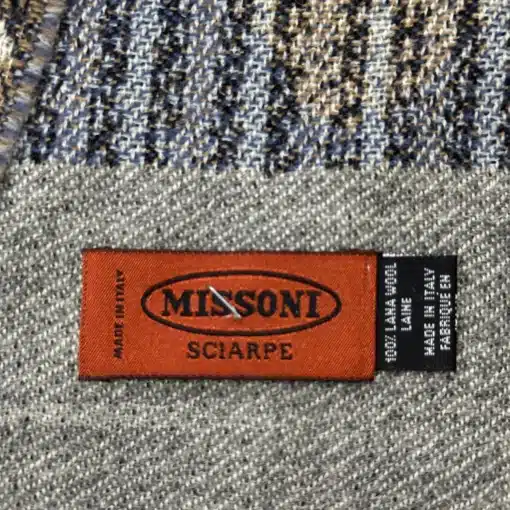 MADE IN ITALY
MISSONI
SCIARPE
100% LANA WOOL
LAINE
MADE IN ITALY
FABRIQUE EN